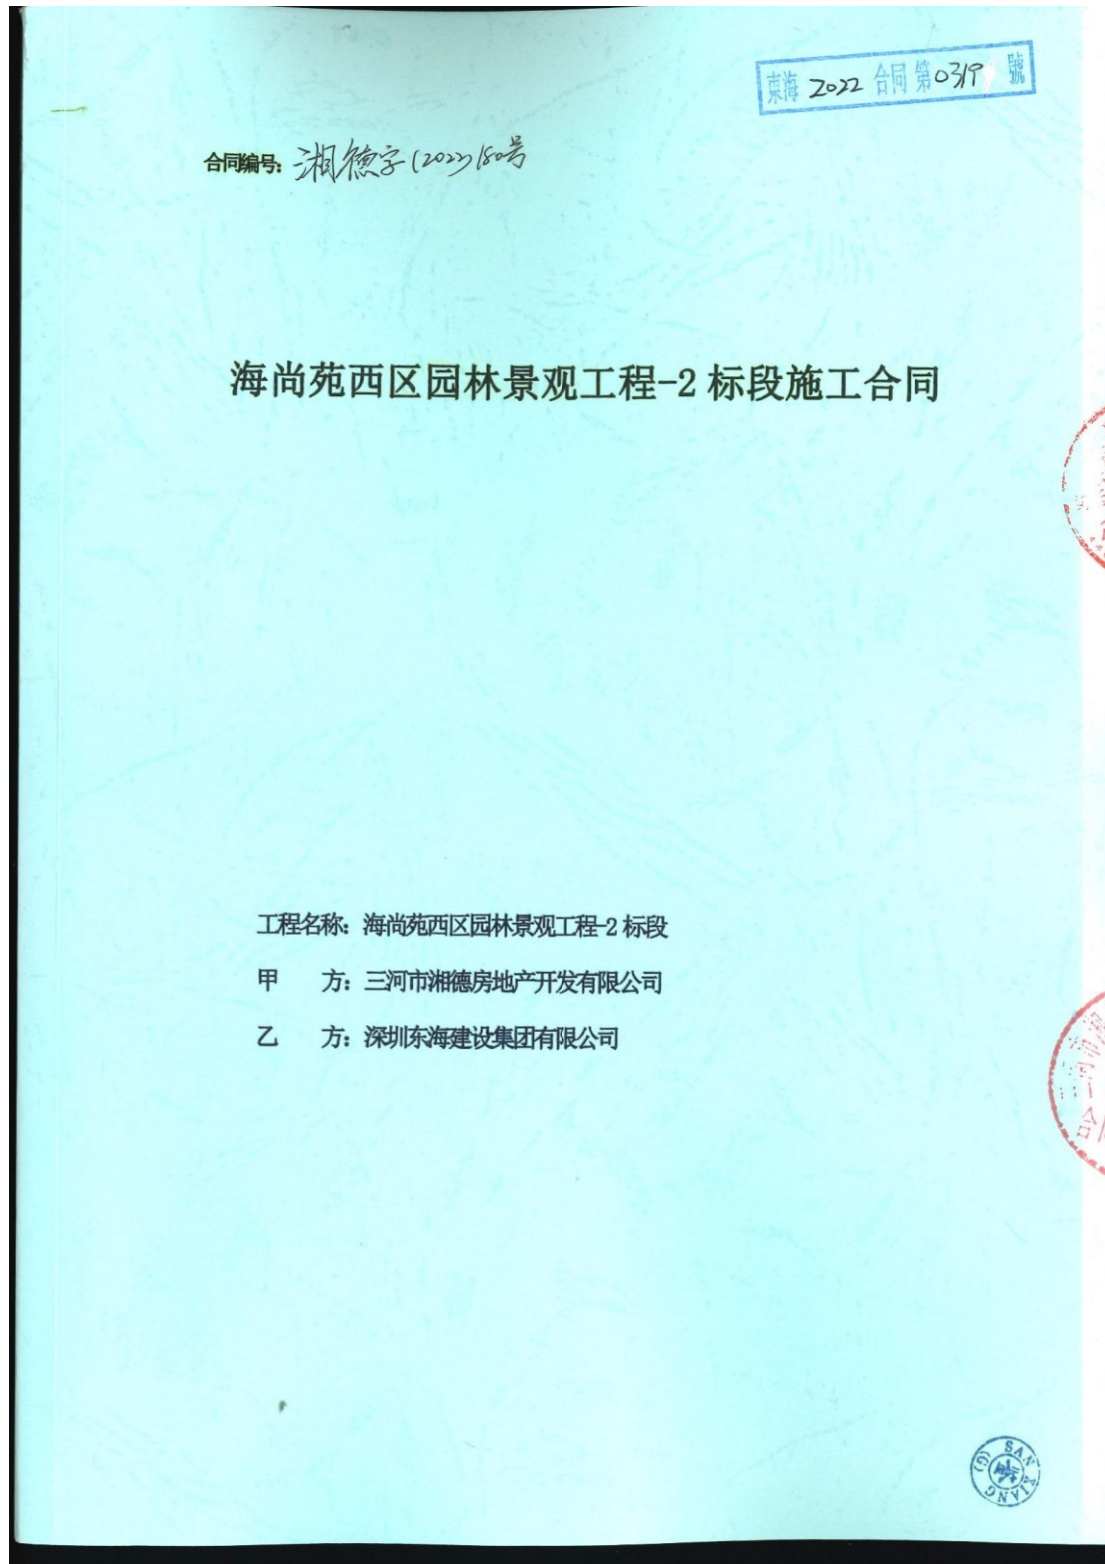 東海 2022 合同 第0319號
合同编号：湘德字(2022)180号
海尚苑西区园林景观工程-2 标段施工合同
工程名称：海尚苑西区园林景观工程-2 标段
甲　　方：三河市湘德房地产开发有限公司
乙　　方：深圳东海建设集团有限公司
SAN XIANG (G)